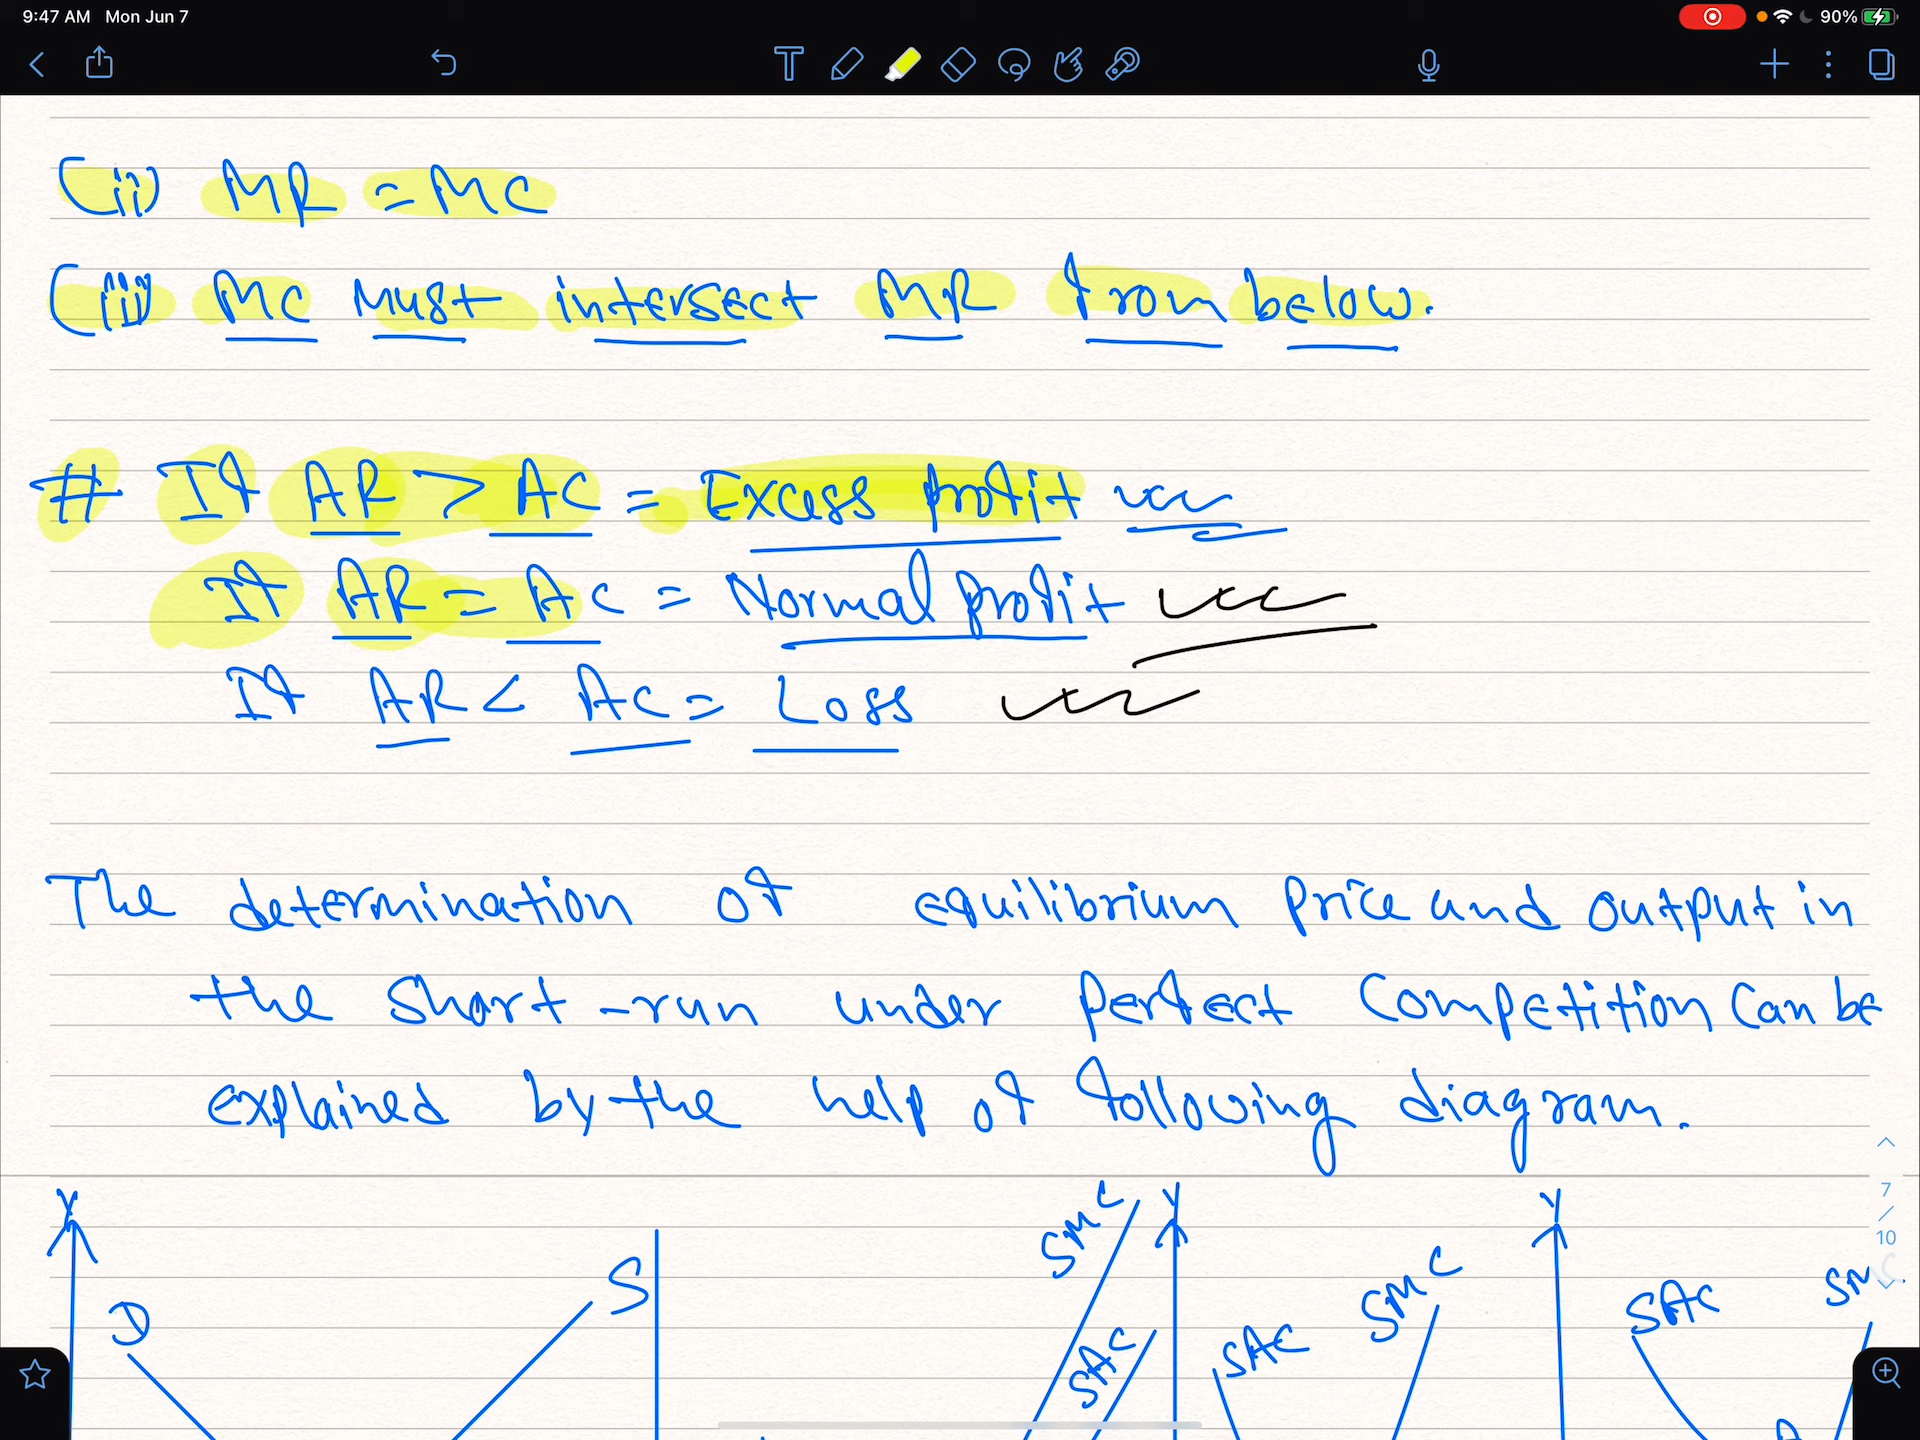 9:47 AM Mon Jun 7
90%
(ii) MR = MC
(iii) MC Must intersect MR from below.
# If AR > AC = Excess profit
If AR = AC = Normal profit
If AR < AC = Loss
The determination of equilibrium price and output in
the short-run under perfect Competition Can be
explained by the help of following diagram.
7
/
10
Y
D
S
SMC
SAC
Y
SAC
SMC
Y
SAC